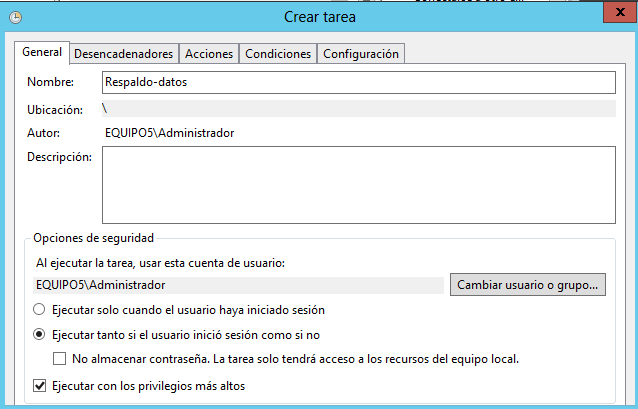 Crear tarea
x
General Desencadenadores Acciones Condiciones Configuración
Nombre: Respaldo-datos
Ubicación: \
Autor: EQUIPO5\Administrador
Descripción:
Opciones de seguridad
Al ejecutar la tarea, usar esta cuenta de usuario:
EQUIPO5\Administrador Cambiar usuario o grupo...
Ejecutar solo cuando el usuario haya iniciado sesión
Ejecutar tanto si el usuario inició sesión como si no
No almacenar contraseña. La tarea solo tendrá acceso a los recursos del equipo local.
Ejecutar con los privilegios más altos